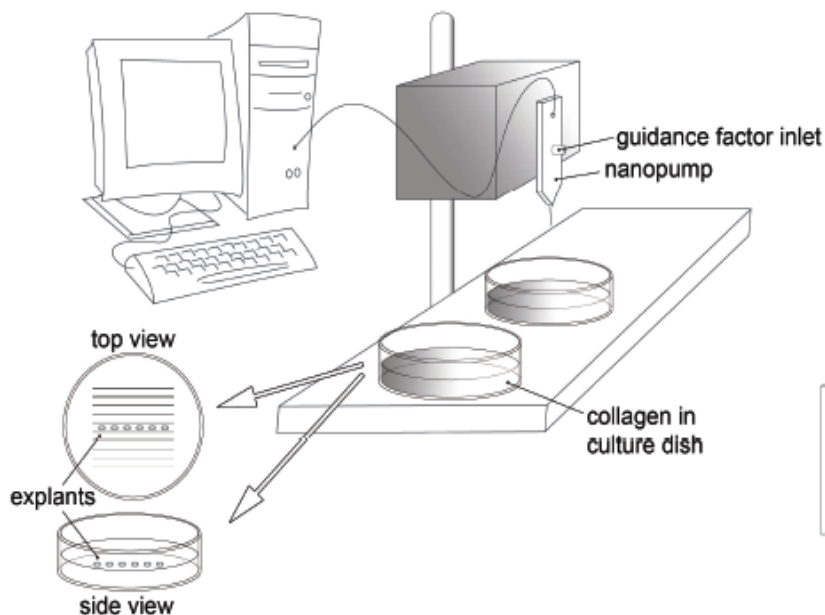 guidance factor inlet
nanopump
top view
collagen in
culture dish
explants
side view